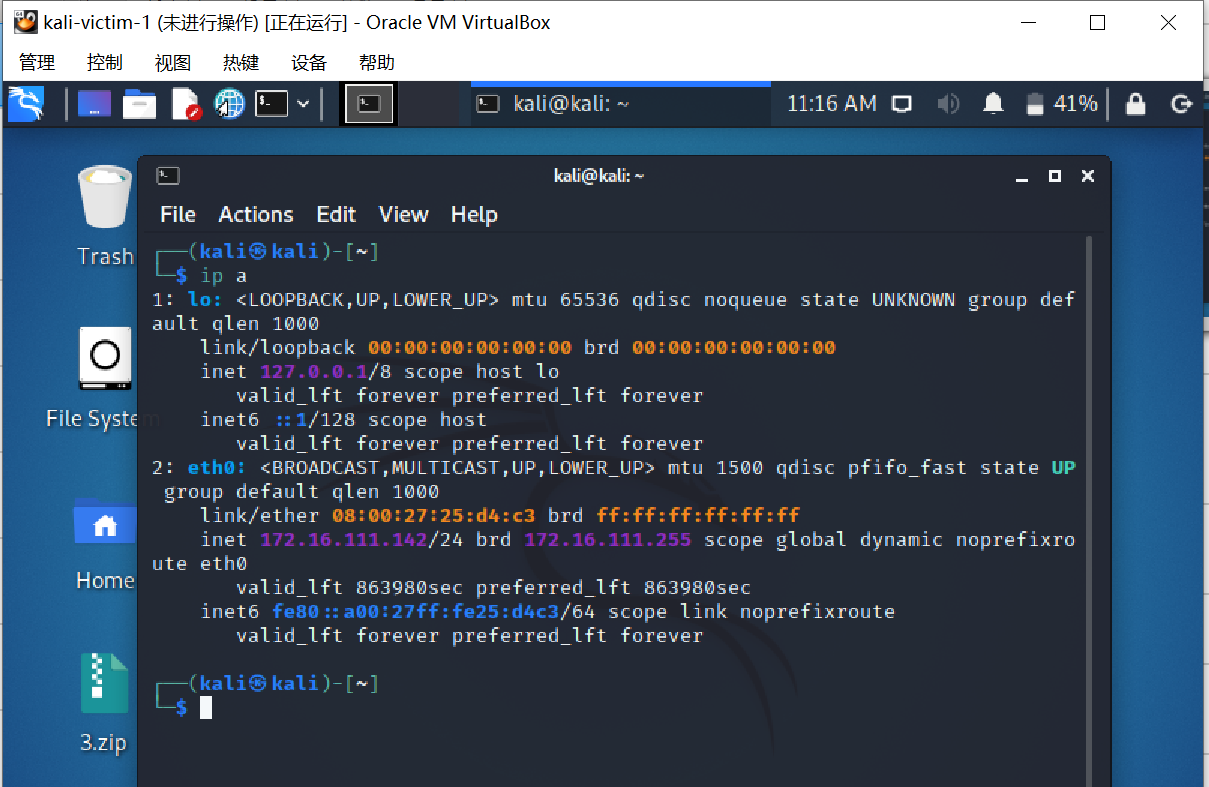 kali-victim-1 (未进行操作) [正在运行] - Oracle VM VirtualBox
管理 控制 视图 热键 设备 帮助
kali@kali: ~ 11:16 AM 41%
kali@kali: ~
File Actions Edit View Help
Trash
File System
Home
3.zip
┌──(kali㉿kali)-[~]
└─$ ip a
1: lo: <LOOPBACK,UP,LOWER_UP> mtu 65536 qdisc noqueue state UNKNOWN group def
ault qlen 1000
    link/loopback 00:00:00:00:00:00 brd 00:00:00:00:00:00
    inet 127.0.0.1/8 scope host lo
       valid_lft forever preferred_lft forever
    inet6 ::1/128 scope host
       valid_lft forever preferred_lft forever
2: eth0: <BROADCAST,MULTICAST,UP,LOWER_UP> mtu 1500 qdisc pfifo_fast state UP
 group default qlen 1000
    link/ether 08:00:27:25:d4:c3 brd ff:ff:ff:ff:ff:ff
    inet 172.16.111.142/24 brd 172.16.111.255 scope global dynamic noprefixro
ute eth0
       valid_lft 863980sec preferred_lft 863980sec
    inet6 fe80::a00:27ff:fe25:d4c3/64 scope link noprefixroute
       valid_lft forever preferred_lft forever
┌──(kali㉿kali)-[~]
└─$